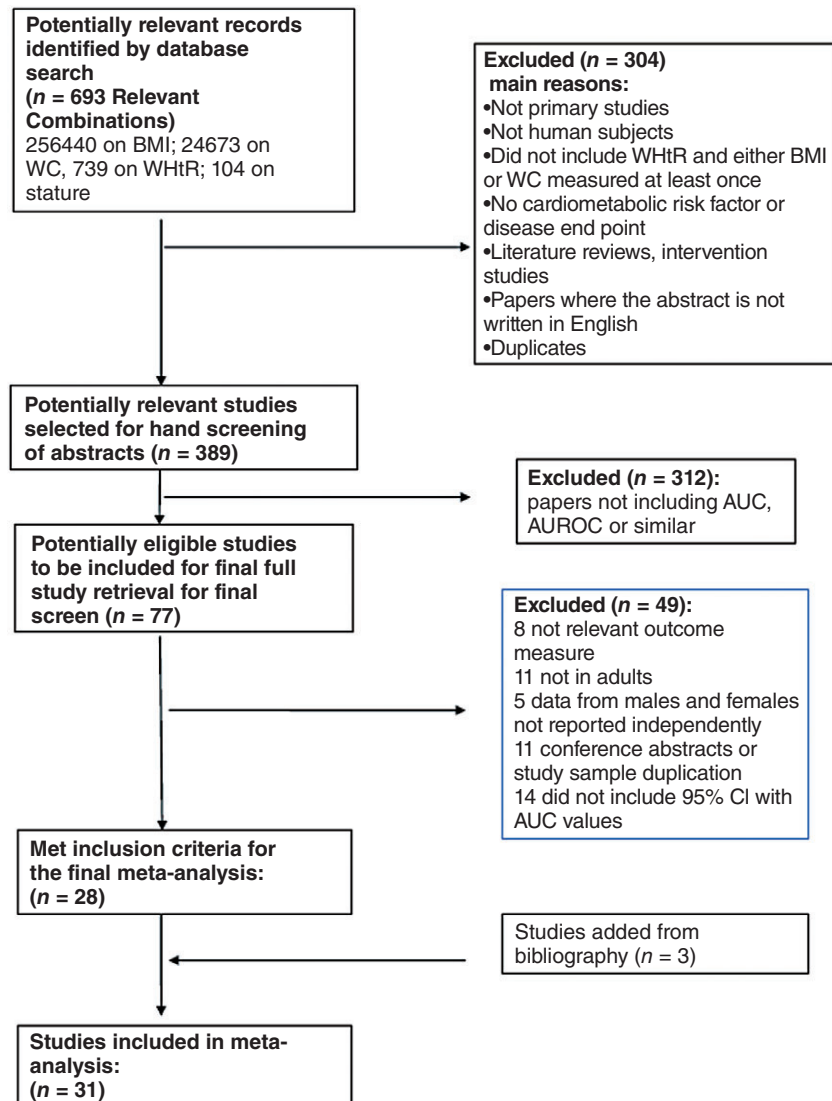 Potentially relevant records
identified by database
search
(n = 693 Relevant
Combinations)
256440 on BMI; 24673 on
WC, 739 on WHtR; 104 on
stature
Excluded (n = 304)
main reasons:
•Not primary studies
•Not human subjects
•Did not include WHtR and either BMI
or WC measured at least once
•No cardiometabolic risk factor or
disease end point
•Literature reviews, intervention
studies
•Papers where the abstract is not
written in English
•Duplicates
Potentially relevant studies
selected for hand screening
of abstracts (n = 389)
Excluded (n = 312):
papers not including AUC,
AUROC or similar
Potentially eligible studies
to be included for final full
study retrieval for final
screen (n = 77)
Excluded (n = 49):
8 not relevant outcome
measure
11 not in adults
5 data from males and females
not reported independently
11 conference abstracts or
study sample duplication
14 did not include 95% CI with
AUC values
Met inclusion criteria for
the final meta-analysis:
(n = 28)
Studies added from
bibliography (n = 3)
Studies included in meta-
analysis:
(n = 31)